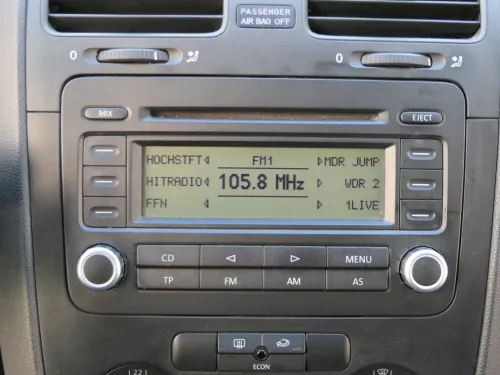 PASSENGER
AIR BAG OFF
0
0
MIX
EJECT
HOCHSTFT FM1 MDR JUMP
HITRADIO 105.8 MHz WDR 2
FFN 1LIVE
CD MENU
TP FM AM AS
ECON
22